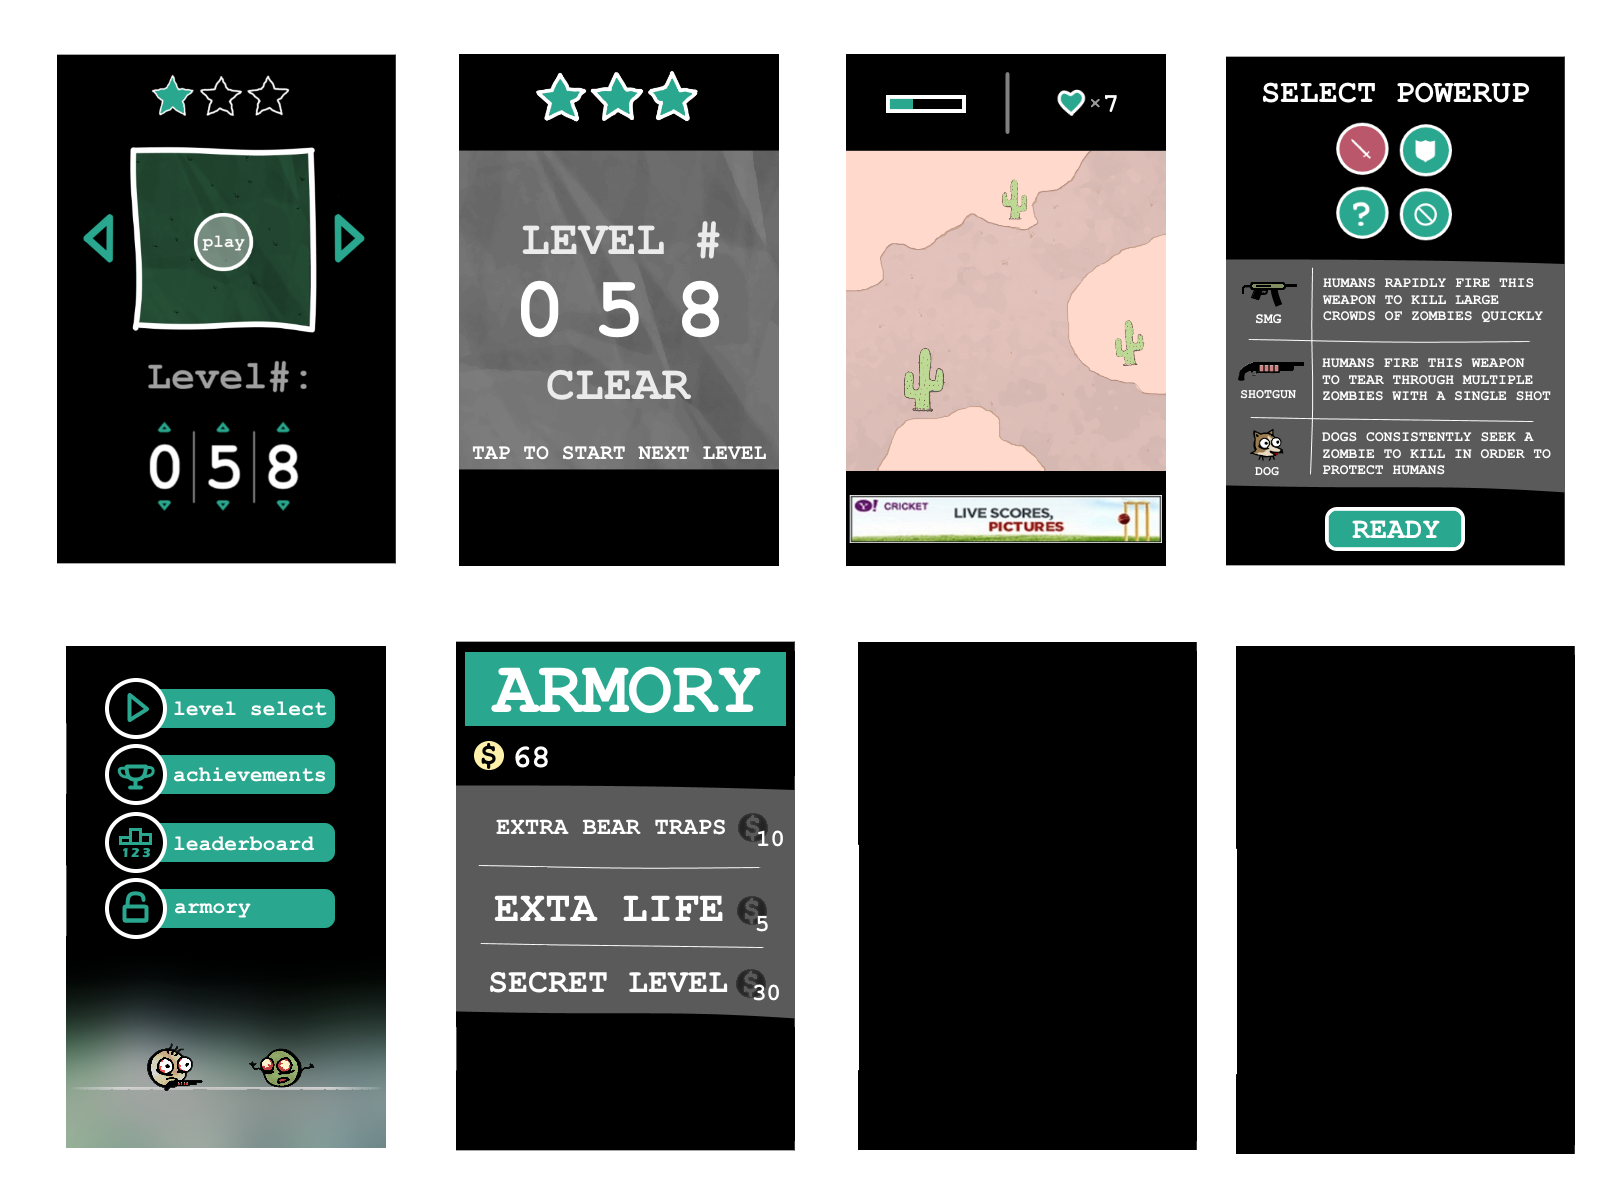 play
Level#:
0 5 8
LEVEL #
0 5 8
CLEAR
TAP TO START NEXT LEVEL
×7
Y! CRICKET
LIVE SCORES,
PICTURES
SELECT POWERUP
?
SMG
HUMANS RAPIDLY FIRE THIS
WEAPON TO KILL LARGE
CROWDS OF ZOMBIES QUICKLY
SHOTGUN
HUMANS FIRE THIS WEAPON
TO TEAR THROUGH MULTIPLE
ZOMBIES WITH A SINGLE SHOT
DOG
DOGS CONSISTENTLY SEEK A
ZOMBIE TO KILL IN ORDER TO
PROTECT HUMANS
READY
level select
achievements
123
leaderboard
armory
ARMORY
$ 68
EXTRA BEAR TRAPS $10
EXTA LIFE $5
SECRET LEVEL $30